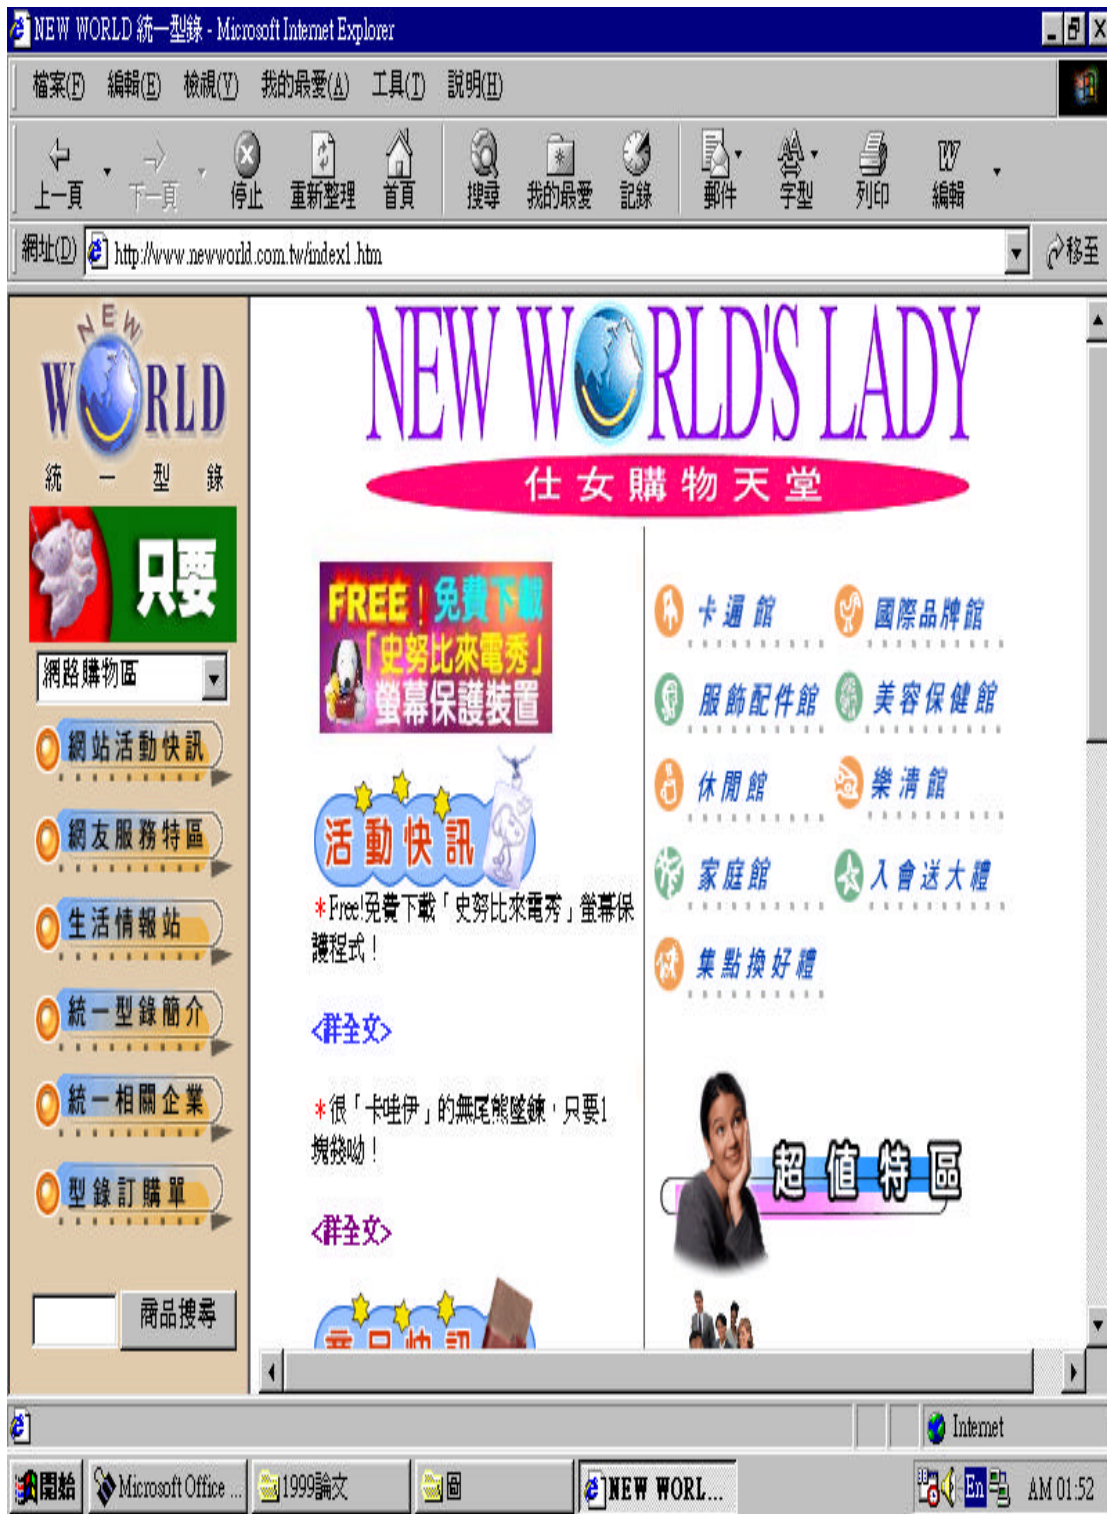 NEW WORLD 統一型錄 - Microsoft Internet Explorer
檔案(F) 編輯(E) 檢視(V) 我的最愛(A) 工具(T) 說明(H)
上一頁 下一頁 停止 重新整理 首頁 搜尋 我的最愛 記錄 郵件 字型 列印 編輯
網址(D) http://www.newworld.com.tw/index1.htm 移至
NEW
WORLD
統一型錄
只要
網路購物區
網站活動快訊
網友服務特區
生活情報站
統一型錄簡介
統一相關企業
型錄訂購單
商品搜尋
NEW WORLD'S LADY
仕女購物天堂
FREE！免費下載
「史努比來電秀」
螢幕保護裝置
活動快訊
*Free!免費下載「史努比來電秀」螢幕保
護程式！
<詳全文>
*很「卡哇伊」的無尾熊墜鍊，只要1
塊錢呦！
<詳全文>
商品快訊
卡通館 國際品牌館
服飾配件館 美容保健館
休閒館 樂清館
家庭館 入會送大禮
集點換好禮
超值特區
Internet
開始 Microsoft Office ... 1999論文 圖 NEW WORL... En AM 01:52